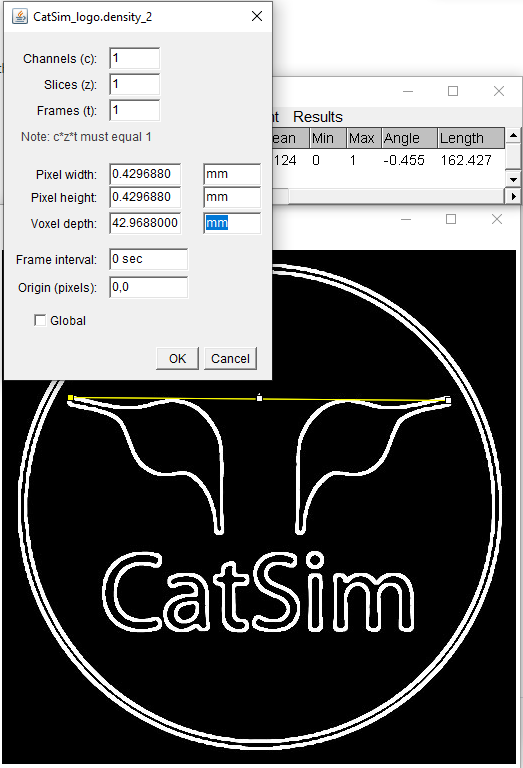 CatSim_logo.density_2
Channels (c): 1
Slices (z): 1
Frames (t): 1
Note: c*z*t must equal 1
Pixel width: 0.4296880 mm
Pixel height: 0.4296880 mm
Voxel depth: 42.9688000 mm
Frame interval: 0 sec
Origin (pixels): 0,0
Global
OK Cancel
nt Results
ean Min Max Angle Length
124 0 1 -0.455 162.427
CatSim